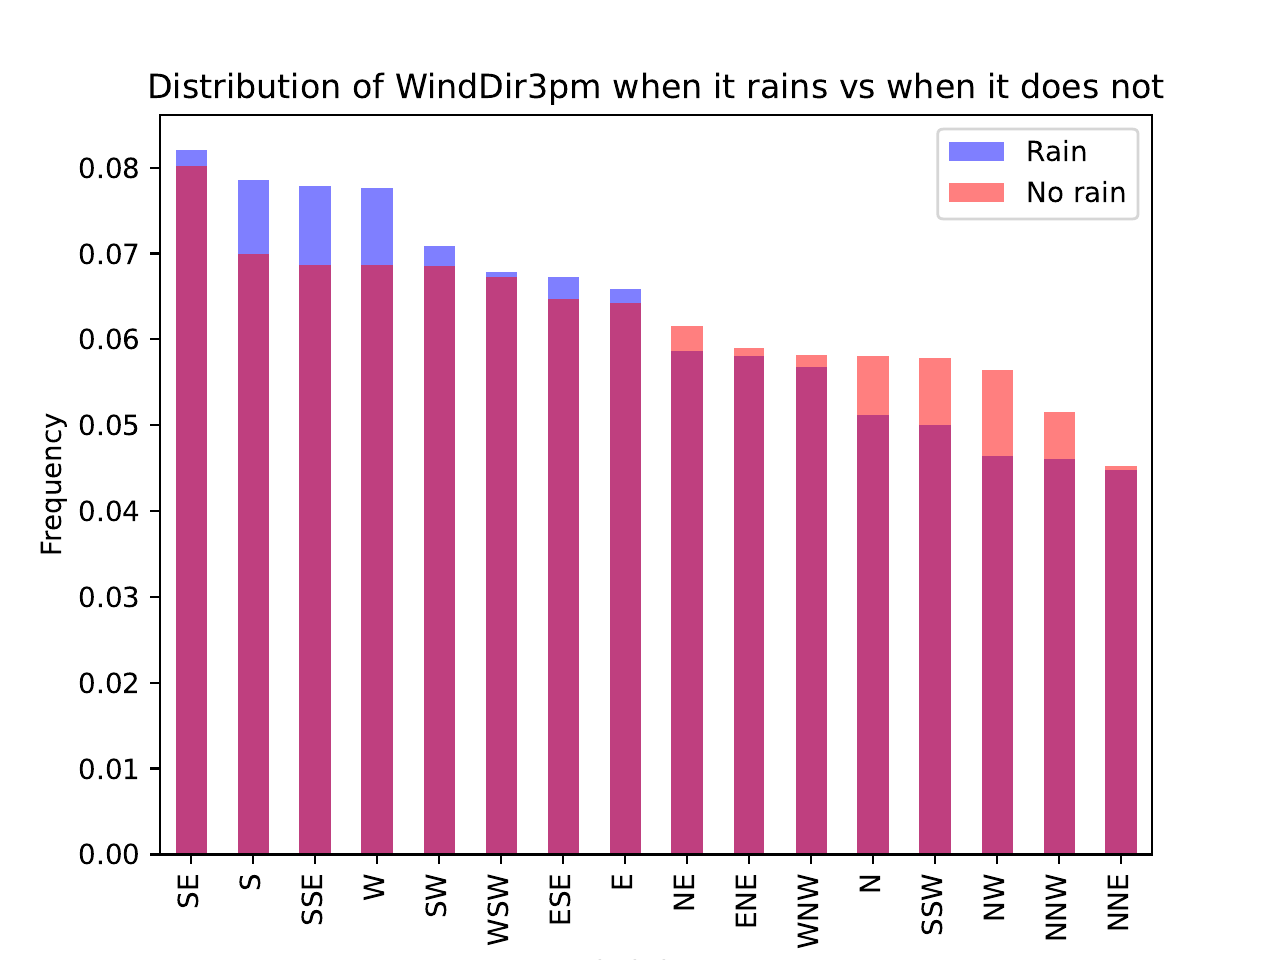 Distribution of WindDir3pm when it rains vs when it does not
Rain
No rain
Frequency
0.08
0.07
0.06
0.05
0.04
0.03
0.02
0.01
0.00
SE
S
SSE
W
SW
WSW
ESE
E
NE
ENE
WNW
N
SSW
NW
NNW
NNE